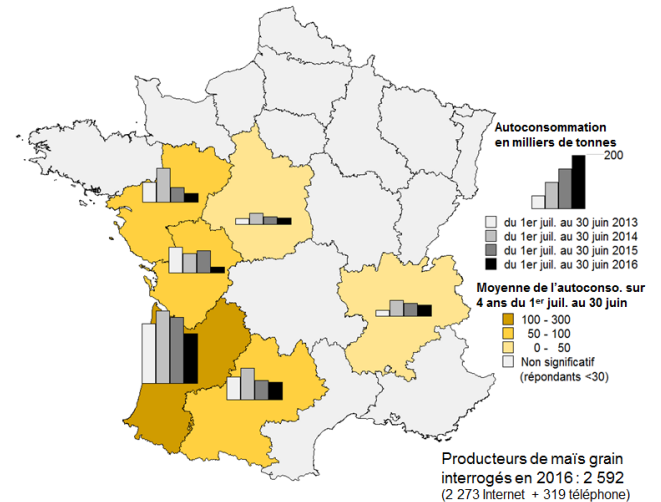 Autoconsommation
en milliers de tonnes
200
du 1er juil. au 30 juin 2013
du 1er juil. au 30 juin 2014
du 1er juil. au 30 juin 2015
du 1er juil. au 30 juin 2016
Moyenne de l'autoconso. sur
4 ans du 1er juil. au 30 juin
100 - 300
50 - 100
0 - 50
Non significatif
(répondants <30)
Producteurs de maïs grain
interrogés en 2016 : 2 592
(2 273 Internet + 319 téléphone)